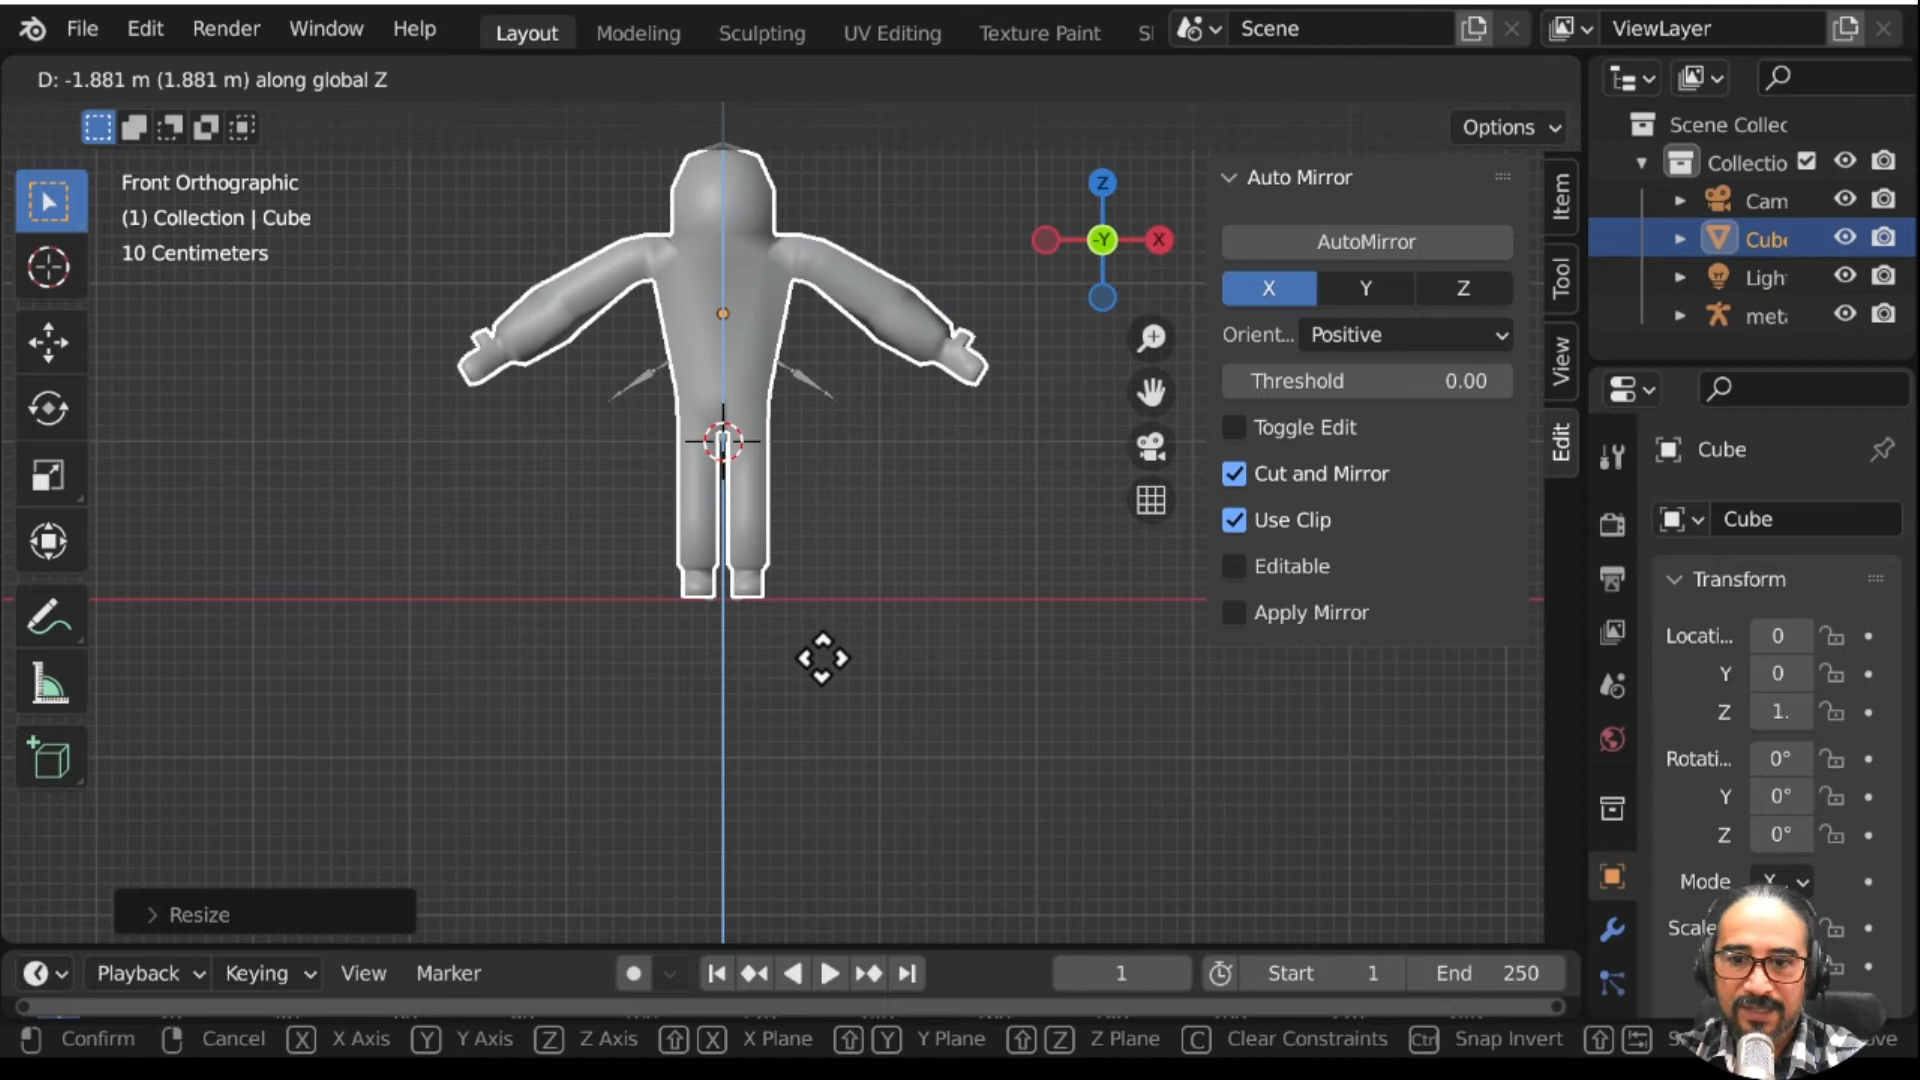 File Edit Render Window Help Layout Modeling Sculpting UV Editing Texture Paint Scene ViewLayer
D: -1.881 m (1.881 m) along global Z
Options
Front Orthographic
(1) Collection | Cube
10 Centimeters
Z
-Y
X
Auto Mirror
AutoMirror
X Y Z
Orient... Positive
Threshold 0.00
Toggle Edit
Cut and Mirror
Use Clip
Editable
Apply Mirror
Item
Tool
View
Edit
Scene Collec
Collectio
Cam
Cube
Ligh
meta
Cube
Cube
Transform
Locati... 0
Y 0
Z 1.
Rotati... 0°
Y 0°
Z 0°
Mode X
Scale
Resize
Playback Keying View Marker 1 Start 1 End 250
Confirm Cancel X X Axis Y Y Axis Z Z Axis X X Plane Y Y Plane Z Z Plane C Clear Constraints Ctrl Snap Invert